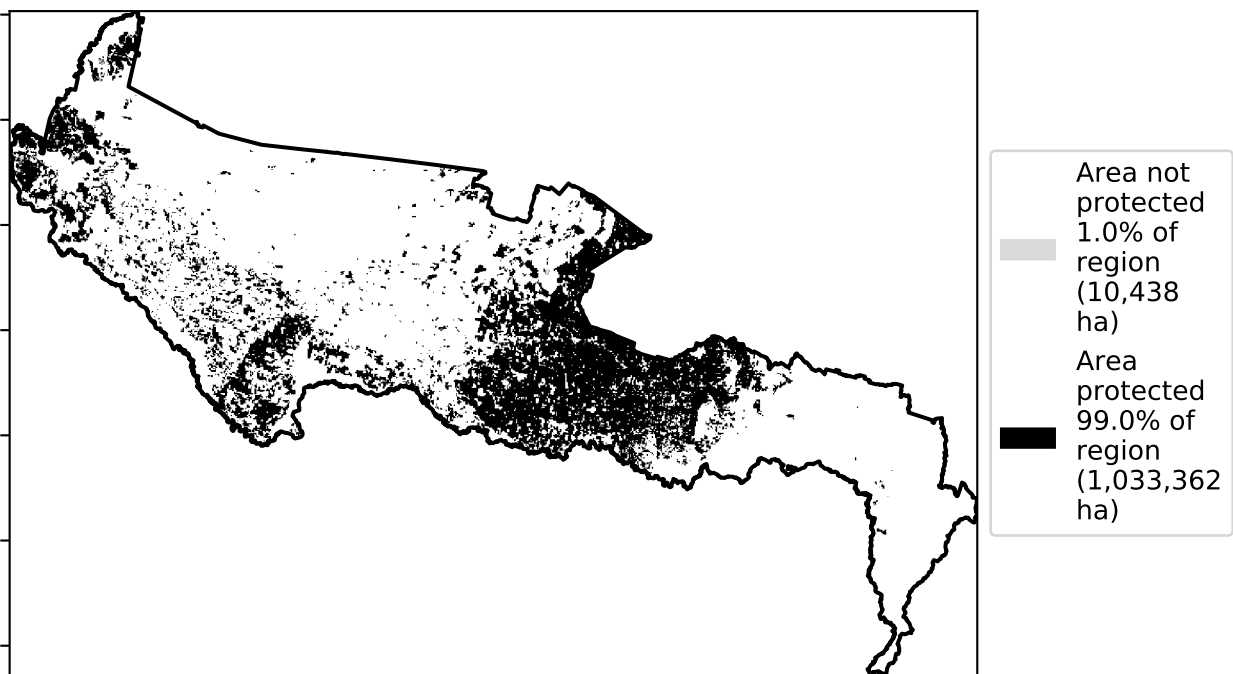 Area not
protected
1.0% of
region
(10,438
ha)
Area
protected
99.0% of
region
(1,033,362
ha)